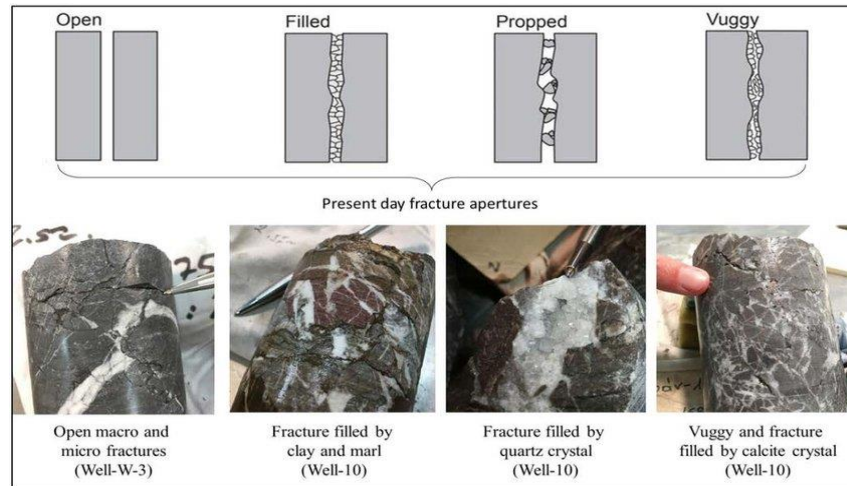 Open
Filled
Propped
Vuggy
Present day fracture apertures
2.52.
Open macro and
micro fractures
(Well-W-3)
Fracture filled by
clay and marl
(Well-10)
Fracture filled by
quartz crystal
(Well-10)
Vuggy and fracture
filled by calcite crystal
(Well-10)